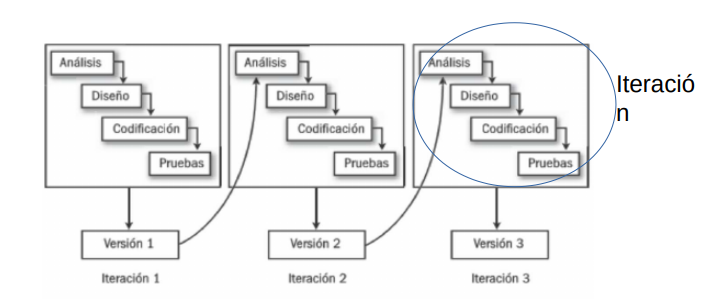 Análisis
Diseño
Codificación
Pruebas
Análisis
Diseño
Codificación
Pruebas
Análisis
Diseño
Codificación
Pruebas
Iteració
n
Versión 1
Versión 2
Versión 3
Iteración 1
Iteración 2
Iteración 3